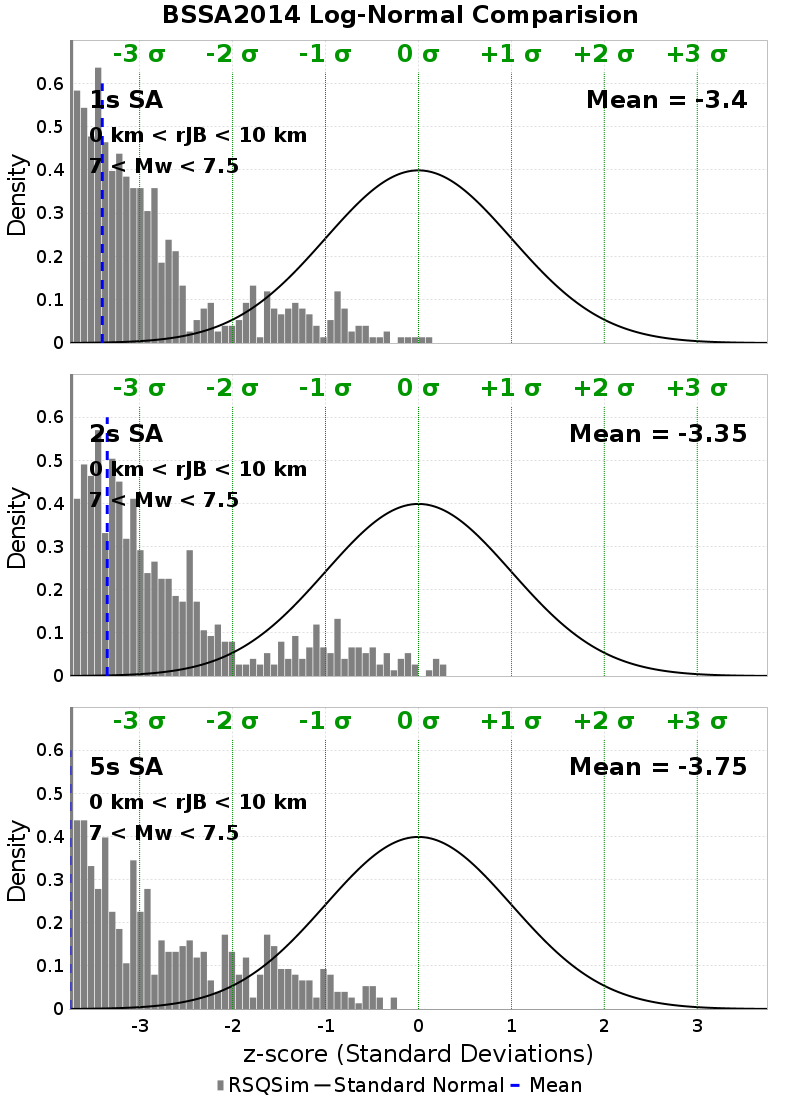 BSSA2014 Log-Normal Comparision
-3 σ -2 σ -1 σ 0 σ +1 σ +2 σ +3 σ
1s SA
Mean = -3.4
0 km < rJB < 10 km
7 < Mw < 7.5
0.6
0.5
0.4
0.3
0.2
0.1
0
Density
-3 σ -2 σ -1 σ 0 σ +1 σ +2 σ +3 σ
2s SA
Mean = -3.35
0 km < rJB < 10 km
7 < Mw < 7.5
0.6
0.5
0.4
0.3
0.2
0.1
0
Density
-3 σ -2 σ -1 σ 0 σ +1 σ +2 σ +3 σ
5s SA
Mean = -3.75
0 km < rJB < 10 km
7 < Mw < 7.5
0.6
0.5
0.4
0.3
0.2
0.1
0
Density
-3 -2 -1 0 1 2 3
z-score (Standard Deviations)
RSQSim Standard Normal Mean